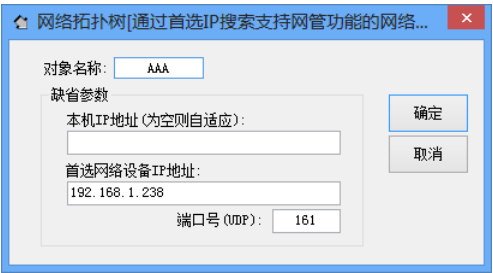 网络拓扑树[通过首选IP搜索支持网管功能的网络...
对象名称: AAA
缺省参数
本机IP地址(为空则自适应):
确定
取消
首选网络设备IP地址:
192.168.1.238
端口号(UDP): 161